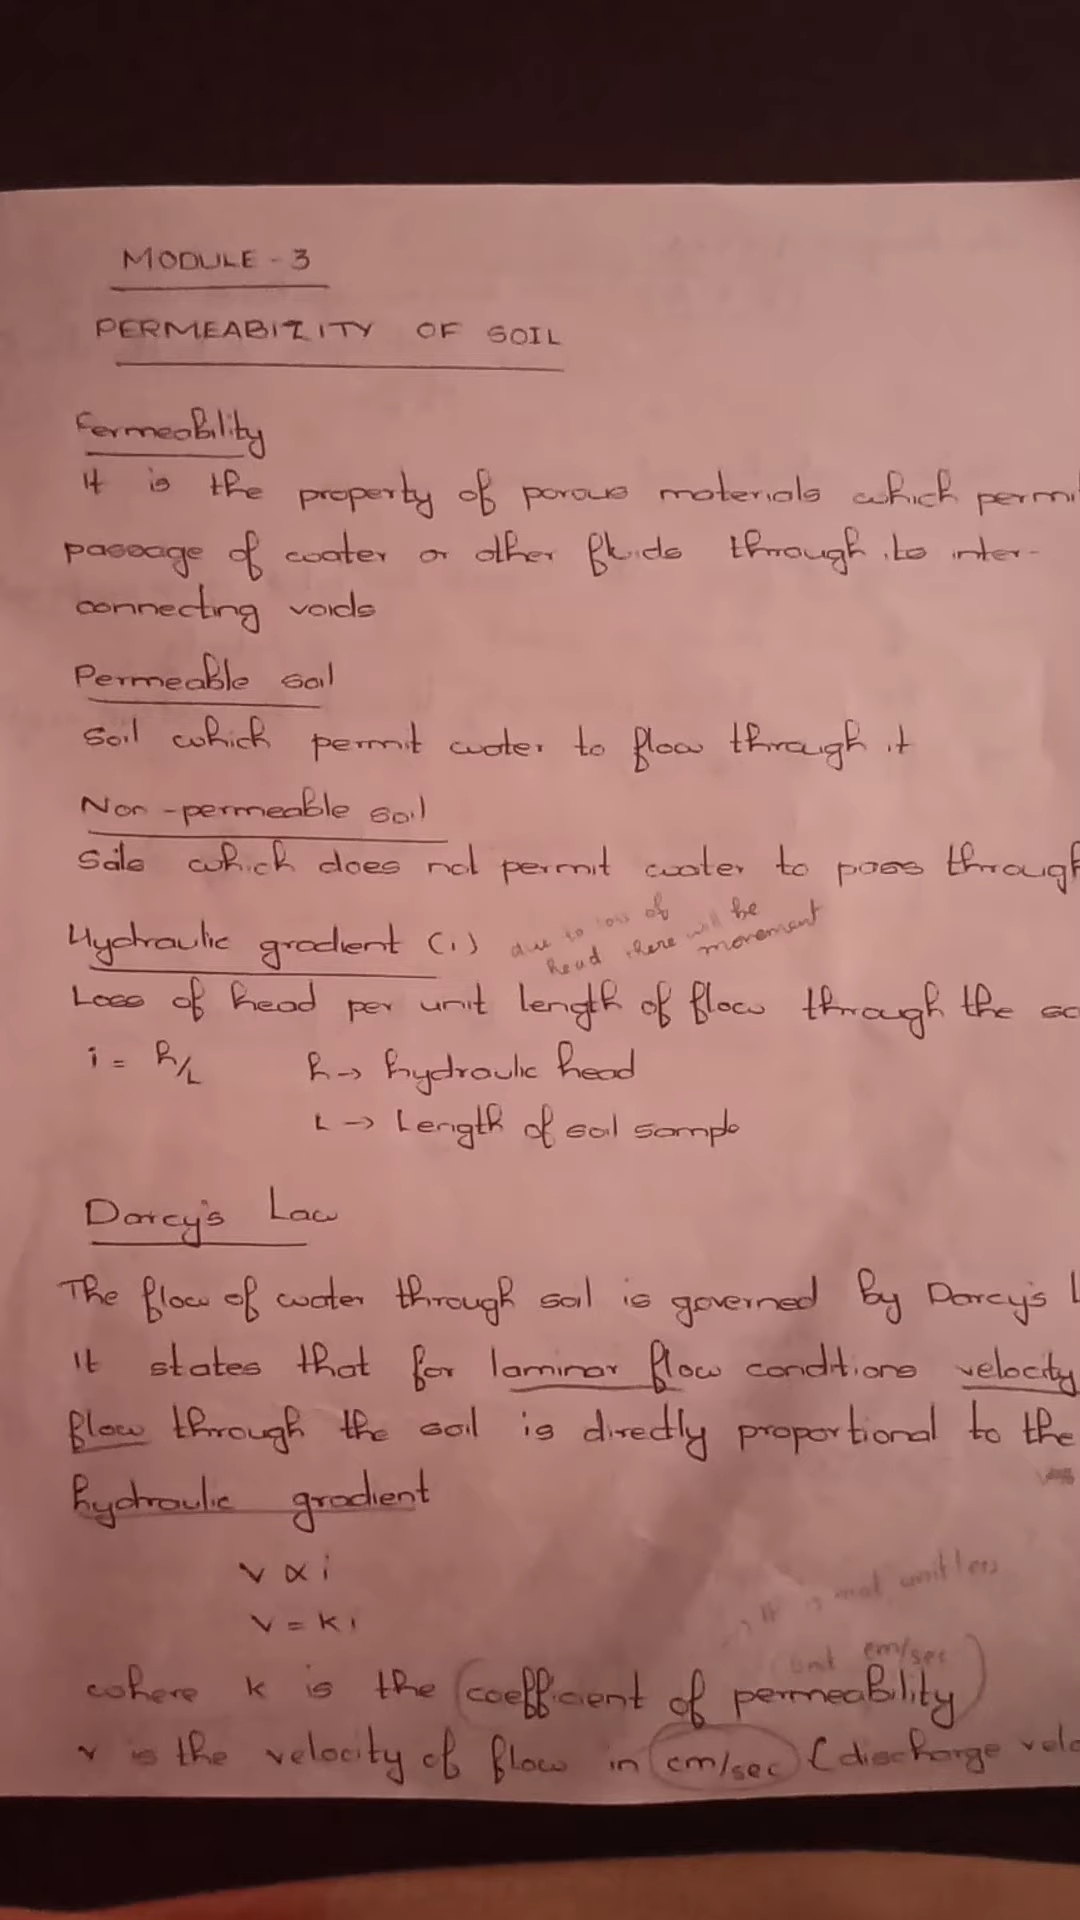 MODULE - 3
PERMEABILITY OF SOIL
Permeability
It is the property of porous materials which permi
passage of water or other fluids through its inter-
connecting voids
Permeable soil
Soil which permit water to flow through it
Non-permeable soil
Soils which does not permit water to pass through
Hydraulic gradient (i) due to loss of head there will be movement
Loss of head per unit length of flow through the so
i = h/L h → hydraulic head
L → Length of soil sample
Darcy's Law
The flow of water through soil is governed by Darcy's L
It states that for laminar flow conditions velocity
flow through the soil is directly proportional to the
hydraulic gradient
v ∝ i
v = ki
→ It is not unitless
unit cm/sec
where k is the (coefficient of permeability)
v is the velocity of flow in cm/sec (discharge velo